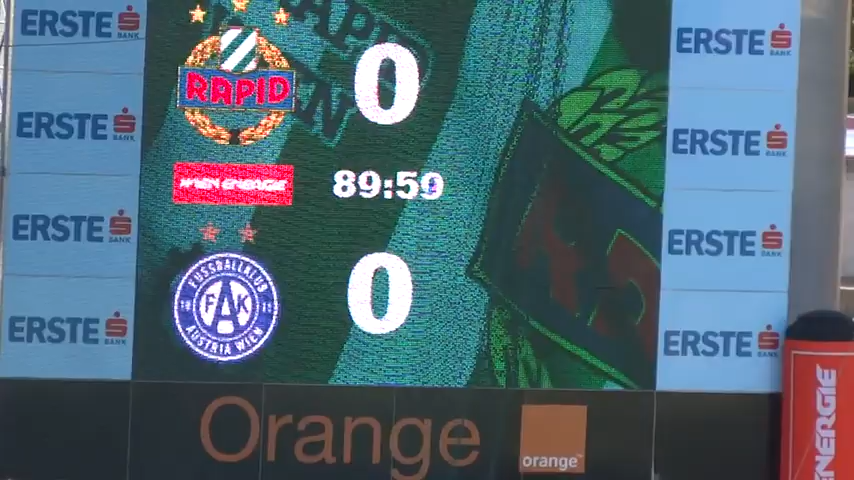 ERSTE S BANK
ERSTE S BANK
ERSTE S BANK
ERSTE S BANK
RAPID
0
WIEN ENERGIE
89:59
FUSSBALLKLUB
FAK
AUSTRIA WIEN
0
ERSTE S BANK
ERSTE S BANK
ERSTE S BANK
ERSTE S BANK
Orange
orange
ENERGIE